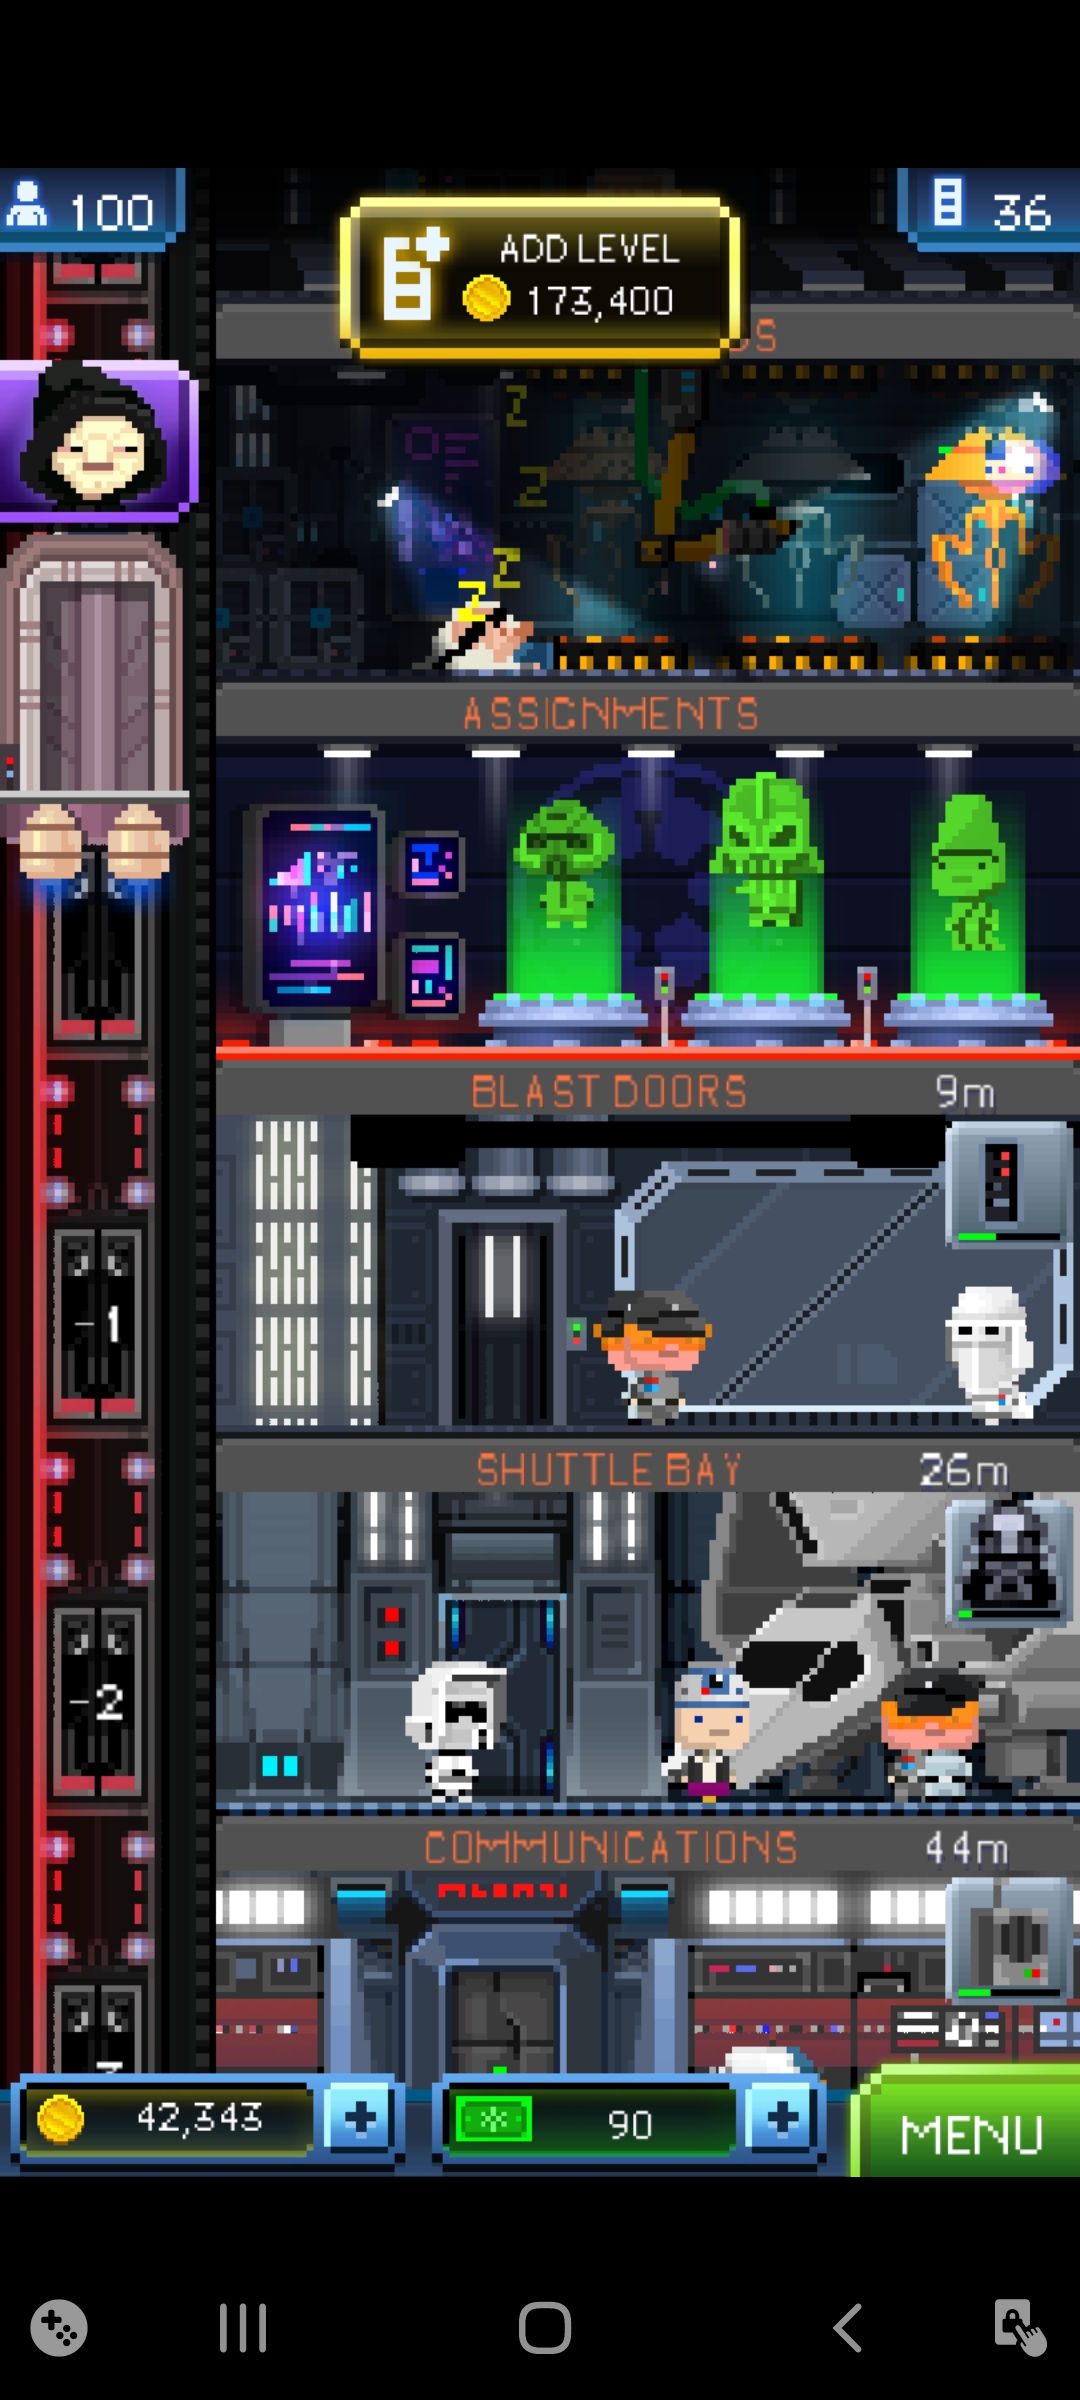 100
36
ADD LEVEL
173,400
DS
Z
Z
Z
Z
ASSIGNMENTS
BLAST DOORS 9m
-1
SHUTTLE BAY 26m
-2
COMMUNICATIONS 44m
42,343
90
MENU